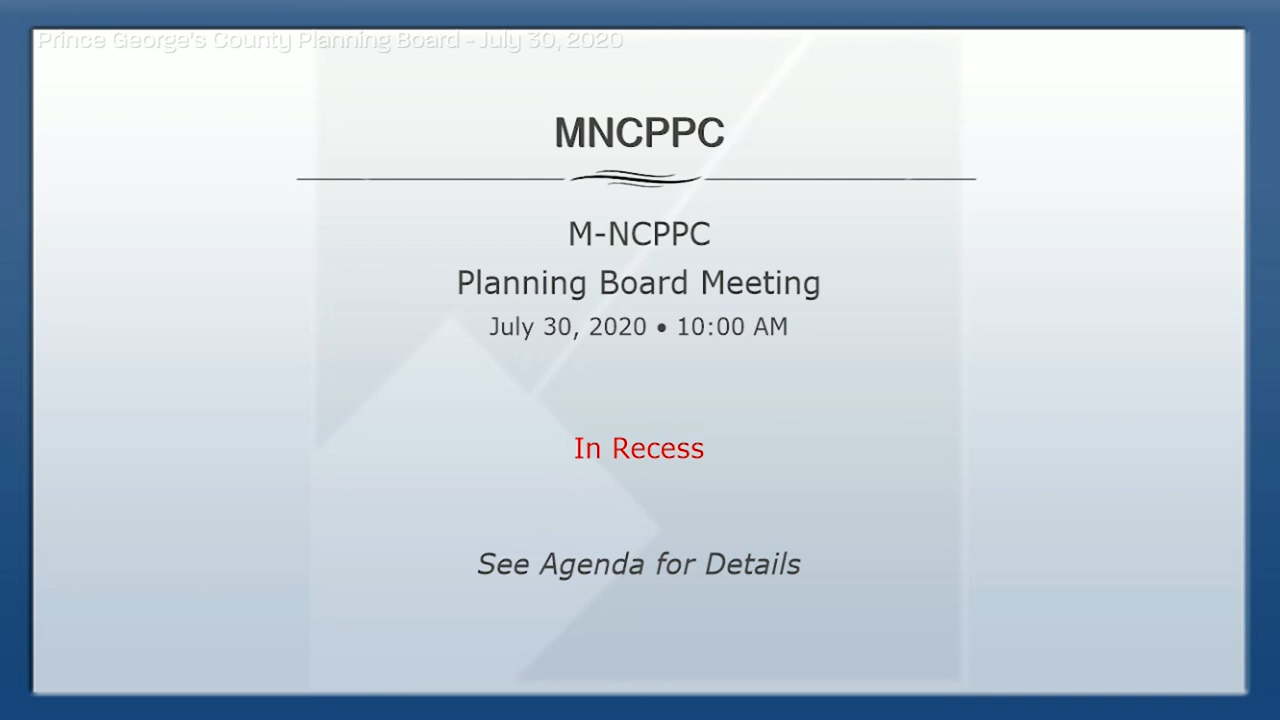 Prince George's County Planning Board - July 30, 2020
MNCPPC
M-NCPPC
Planning Board Meeting
July 30, 2020 • 10:00 AM
In Recess
See Agenda for Details